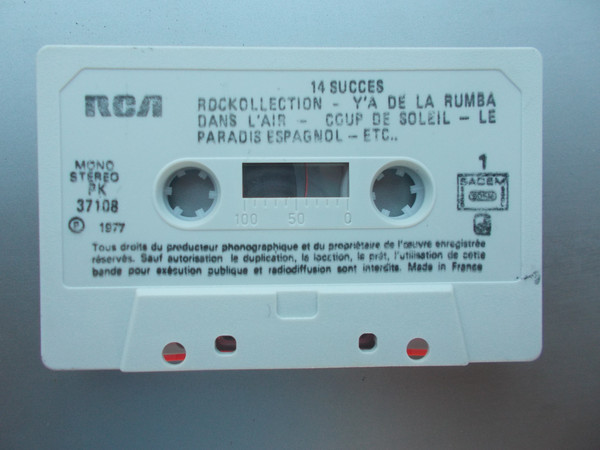 RCA
14 SUCCES
ROCKOLLECTION - Y'A DE LA RUMBA
DANS L'AIR - COUP DE SOLEIL - LE
PARADIS ESPAGNOL - ETC..
MONO
STEREO
PK
37108
Ⓟ 1977
100 50 0
1
SACEM
Tous droits du producteur phonographique et du propriétaire de l'œuvre enregistrée
réservés. Sauf autorisation le duplication, la location, le prêt, l'utilisation de cette
bande pour exécution publique et radiodiffusion sont interdits. Made in France